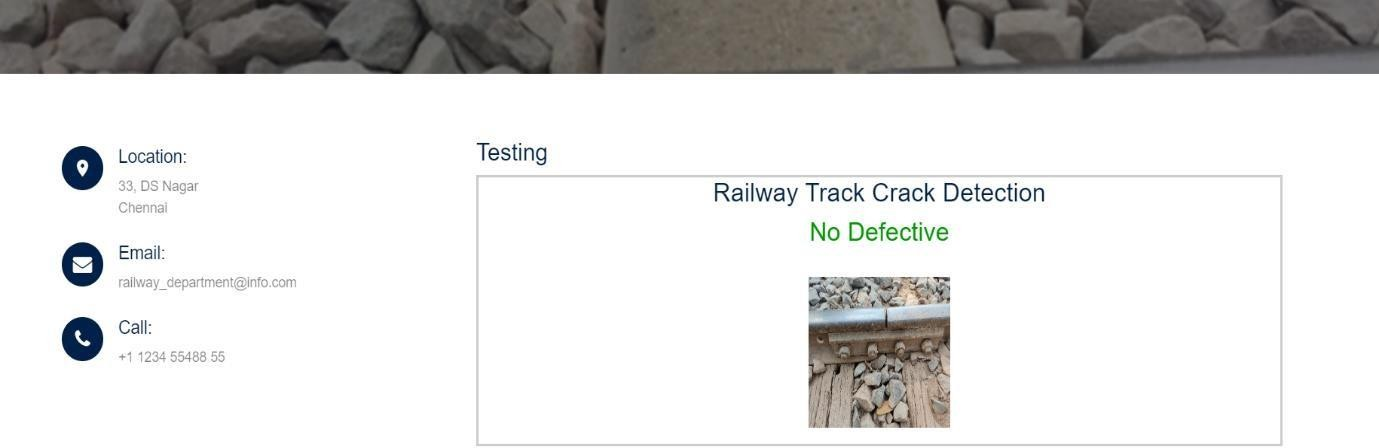 Location:
33, DS Nagar
Chennai
Email:
railway_department@info.com
Call:
+1 1234 55488 55
Testing
Railway Track Crack Detection
No Defective